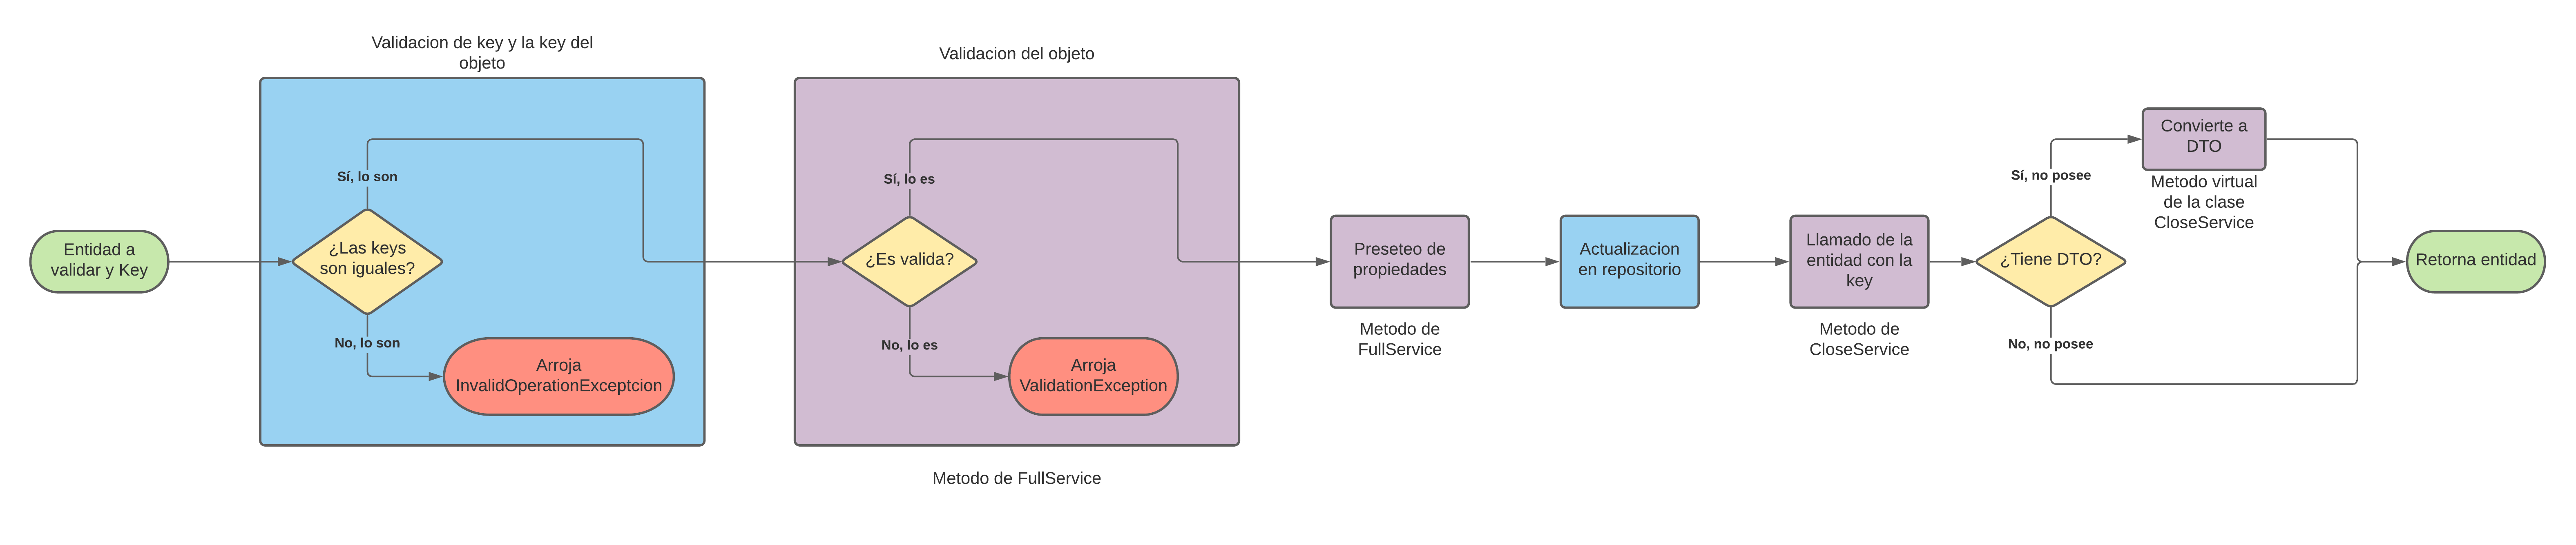 Validacion de key y la key del
objeto
Validacion del objeto
Entidad a
validar y Key
¿Las keys
son iguales?
Sí, lo son
No, lo son
Arroja
InvalidOperationExceptcion
¿Es valida?
Sí, lo es
No, lo es
Arroja
ValidationException
Metodo de FullService
Preseteo de
propiedades
Metodo de
FullService
Actualizacion
en repositorio
Llamado de la
entidad con la
key
Metodo de
CloseService
¿Tiene DTO?
Sí, no posee
No, no posee
Convierte a
DTO
Metodo virtual
de la clase
CloseService
Retorna entidad